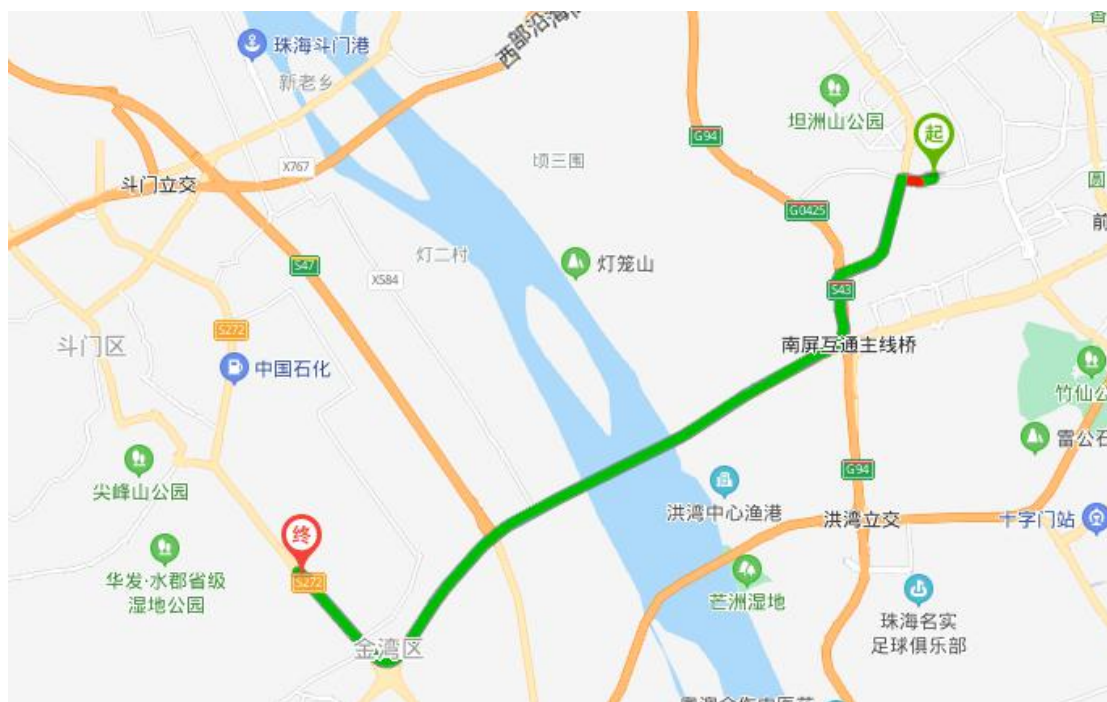 西部沿海
珠海斗门港
新老乡
坦洲山公园
起
G94
X767
顷三围
斗门立交
G0425
圆
前
灯二村
灯笼山
S47
X584
S43
斗门区
S272
南屏互通主线桥
中国石化
竹仙公
雷公石
尖峰山公园
G94
洪湾中心渔港
洪湾立交
十字门站
终
S272
华发·水郡省级
湿地公园
芒洲湿地
珠海名实
足球俱乐部
金湾区